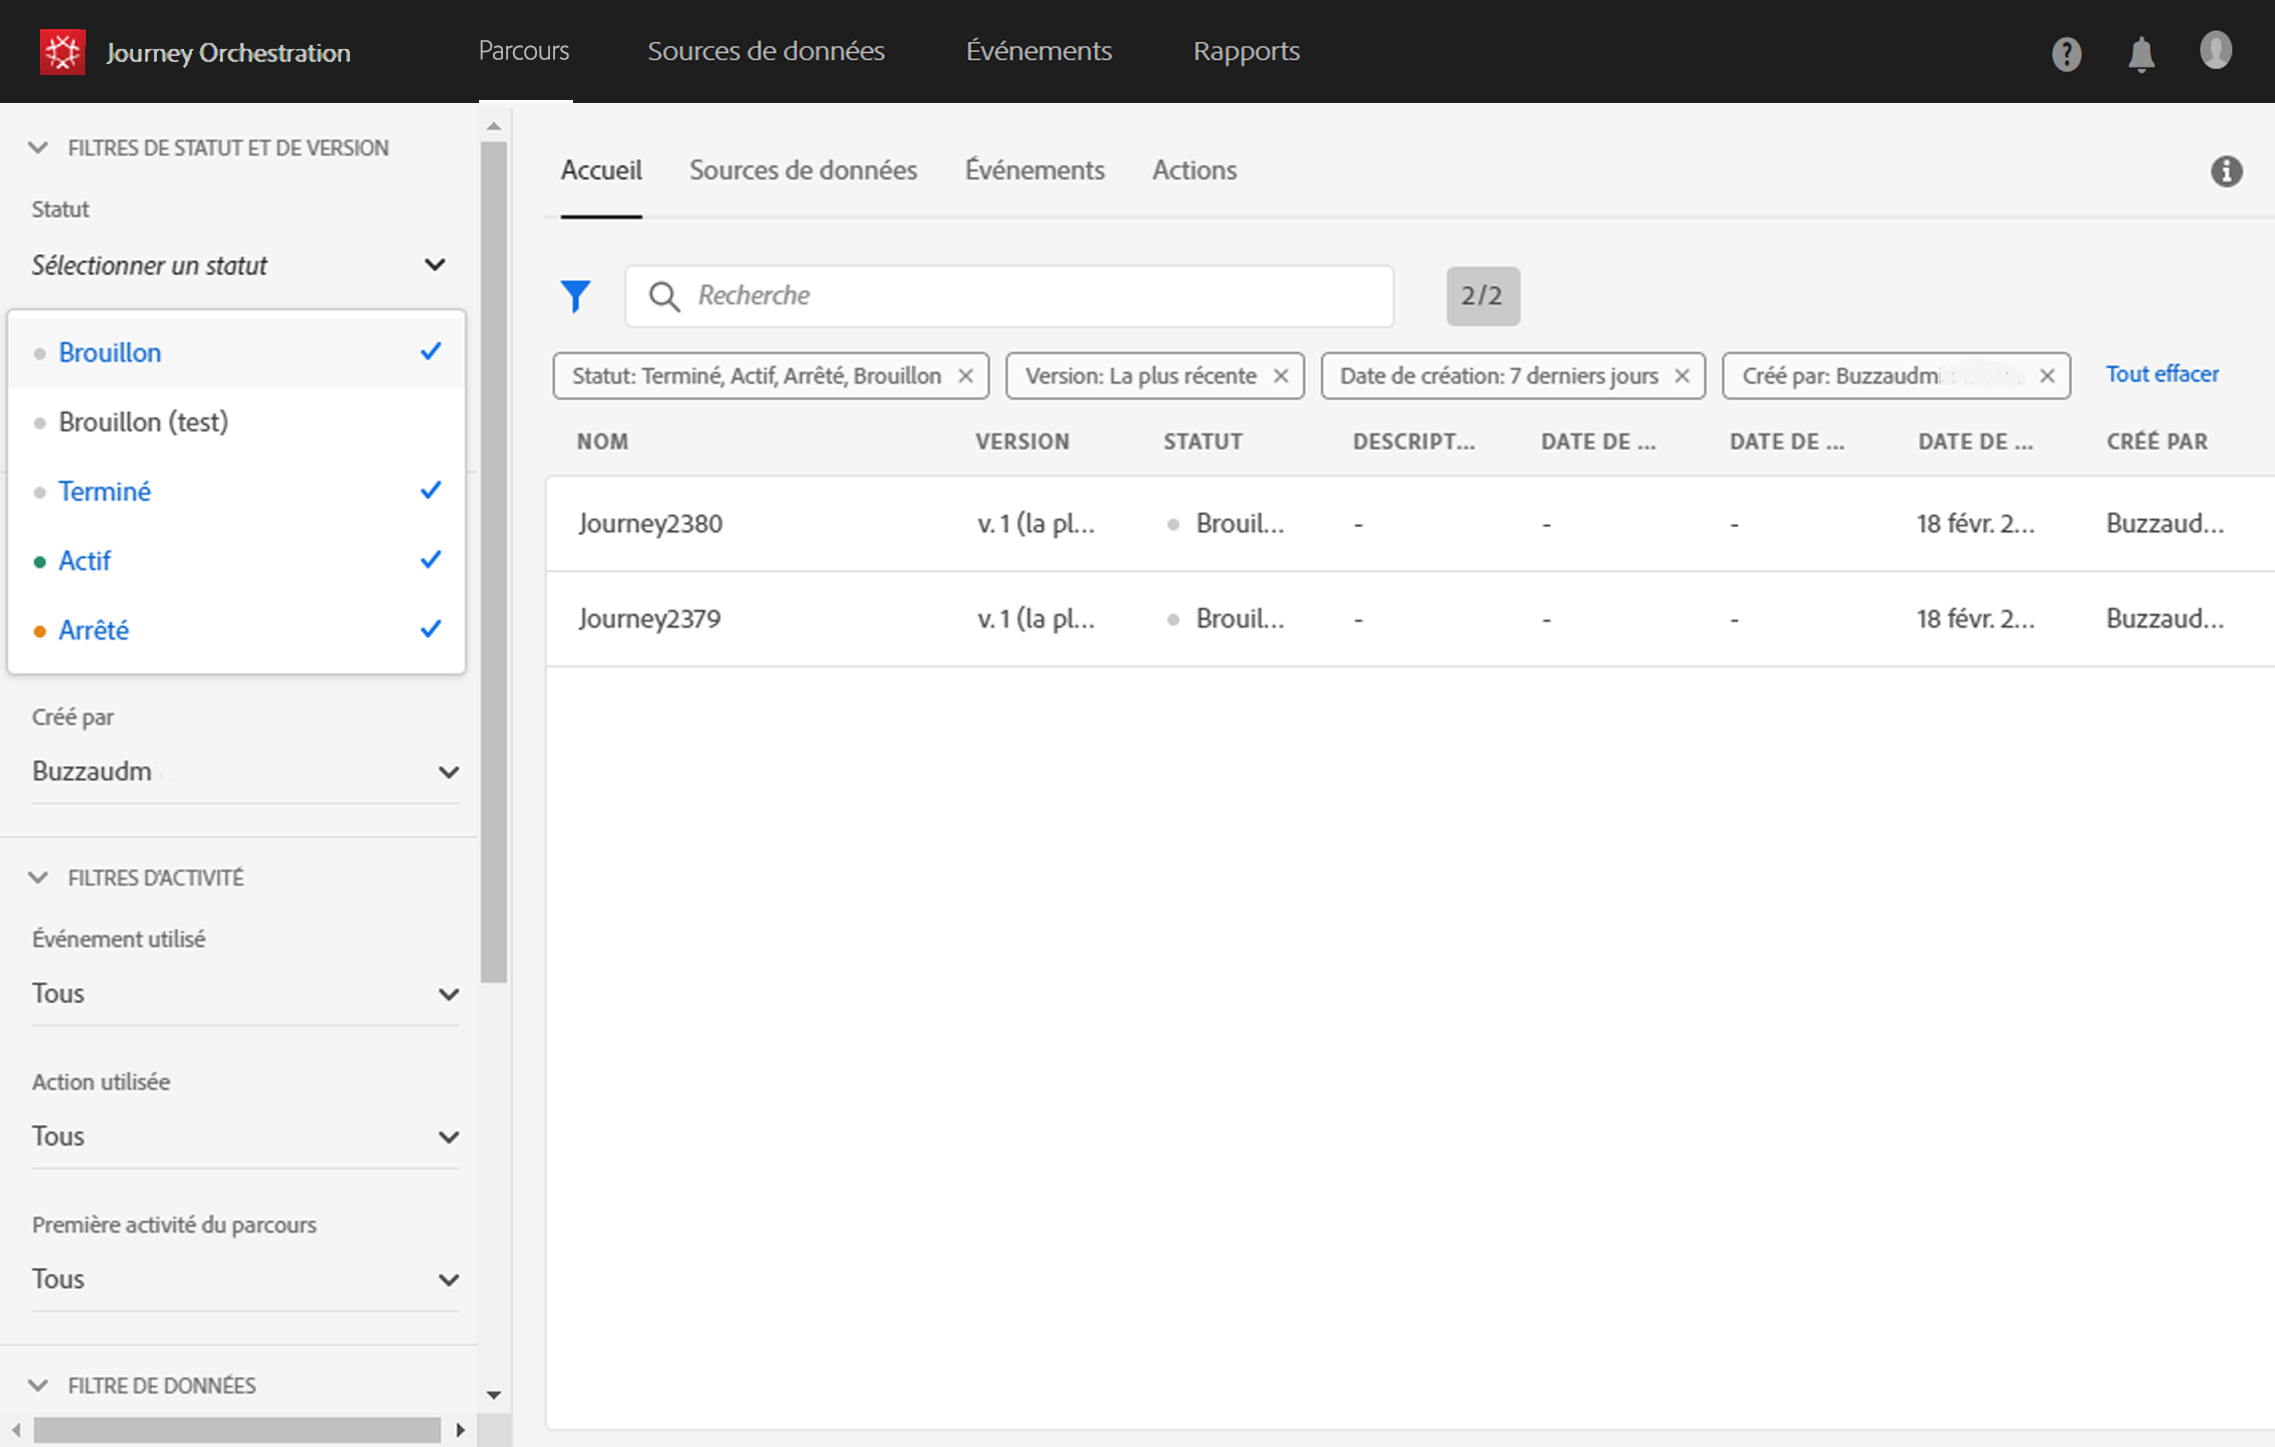 Journey Orchestration Parcours Sources de données Événements Rapports
FILTRES DE STATUT ET DE VERSION
Statut
Sélectionner un statut
Brouillon
Brouillon (test)
Terminé
Actif
Arrêté
Créé par
Buzzaudm
FILTRES D'ACTIVITÉ
Événement utilisé
Tous
Action utilisée
Tous
Première activité du parcours
Tous
FILTRE DE DONNÉES
Accueil Sources de données Événements Actions
Recherche 2/2
Statut: Terminé, Actif, Arrêté, Brouillon Version: La plus récente Date de création: 7 derniers jours Créé par: Buzzaudm Tout effacer
NOM VERSION STATUT DESCRIPT... DATE DE ... DATE DE ... DATE DE ... CRÉÉ PAR
Journey2380 v. 1 (la pl... Brouil... - - - 18 févr. 2... Buzzaud...
Journey2379 v. 1 (la pl... Brouil... - - - 18 févr. 2... Buzzaud...